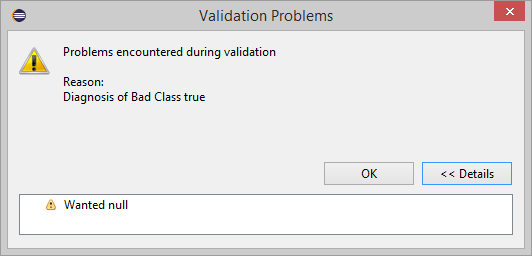 Validation Problems
Problems encountered during validation
Reason:
Diagnosis of Bad Class true
OK
<< Details
Wanted null